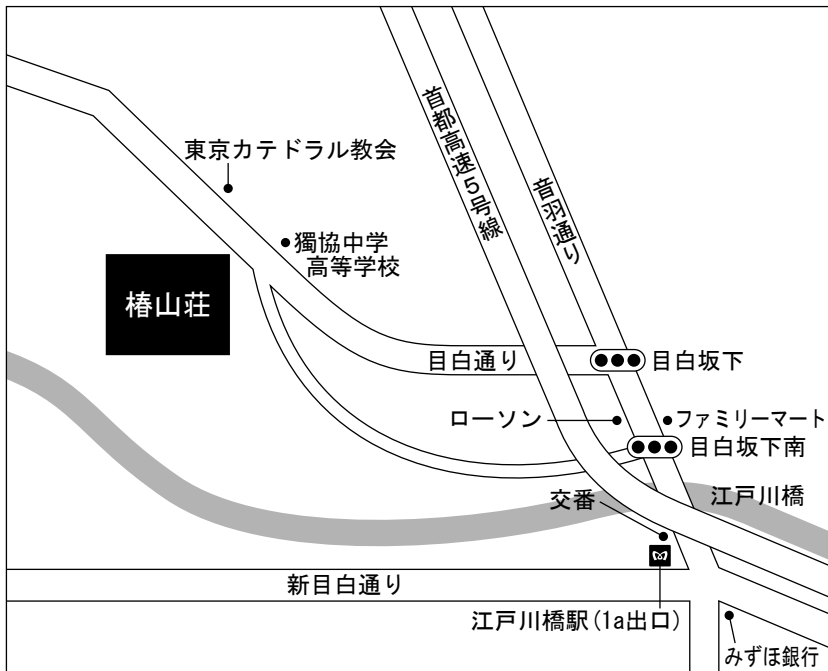 首都高速5号線
音羽通り
東京カテドラル教会
獨協中学
高等学校
椿山荘
目白通り
目白坂下
ローソン
ファミリーマート
目白坂下南
交番
江戸川橋
新目白通り
江戸川橋駅(1a出口)
みずほ銀行